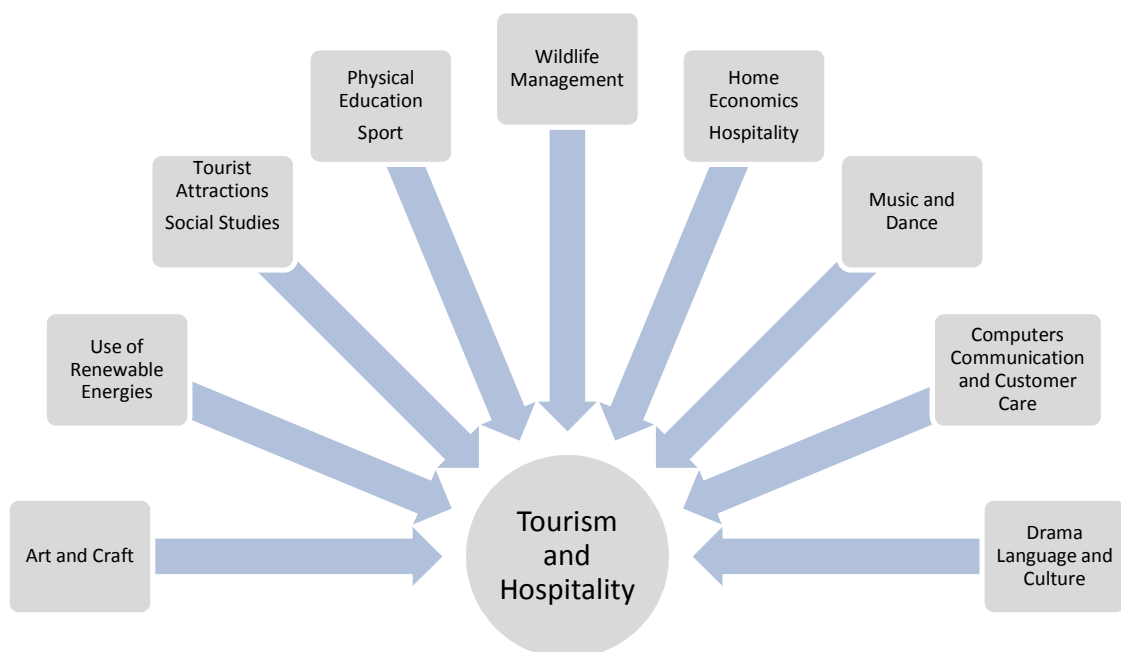 Wildlife
Management
Physical
Education
Sport
Home
Economics
Hospitality
Tourist
Attractions
Social Studies
Music and
Dance
Use of
Renewable
Energies
Computers
Communication
and Customer
Care
Art and Craft
Tourism
and
Hospitality
Drama
Language and
Culture